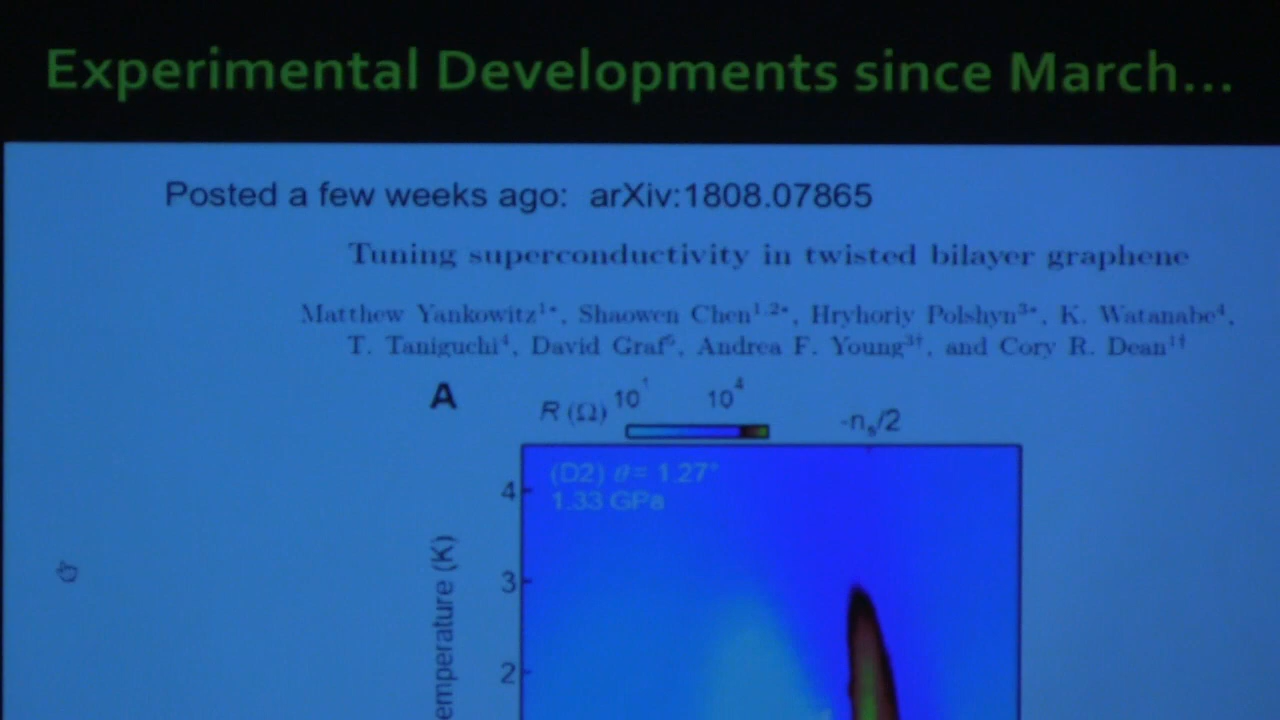 Experimental Developments since March...
Posted a few weeks ago: arXiv:1808.07865
Tuning superconductivity in twisted bilayer graphene
Matthew Yankowitz¹*, Shaowen Chen¹,²*, Hryhoriy Polshyn³*, K. Watanabe⁴,
T. Taniguchi⁴, David Graf⁵, Andrea F. Young³†, and Cory R. Dean¹†
A
R (Ω) 10¹ 10⁴
-nₛ/2
(D2) θ = 1.27°
1.33 GPa
4
3
2
emperature (K)